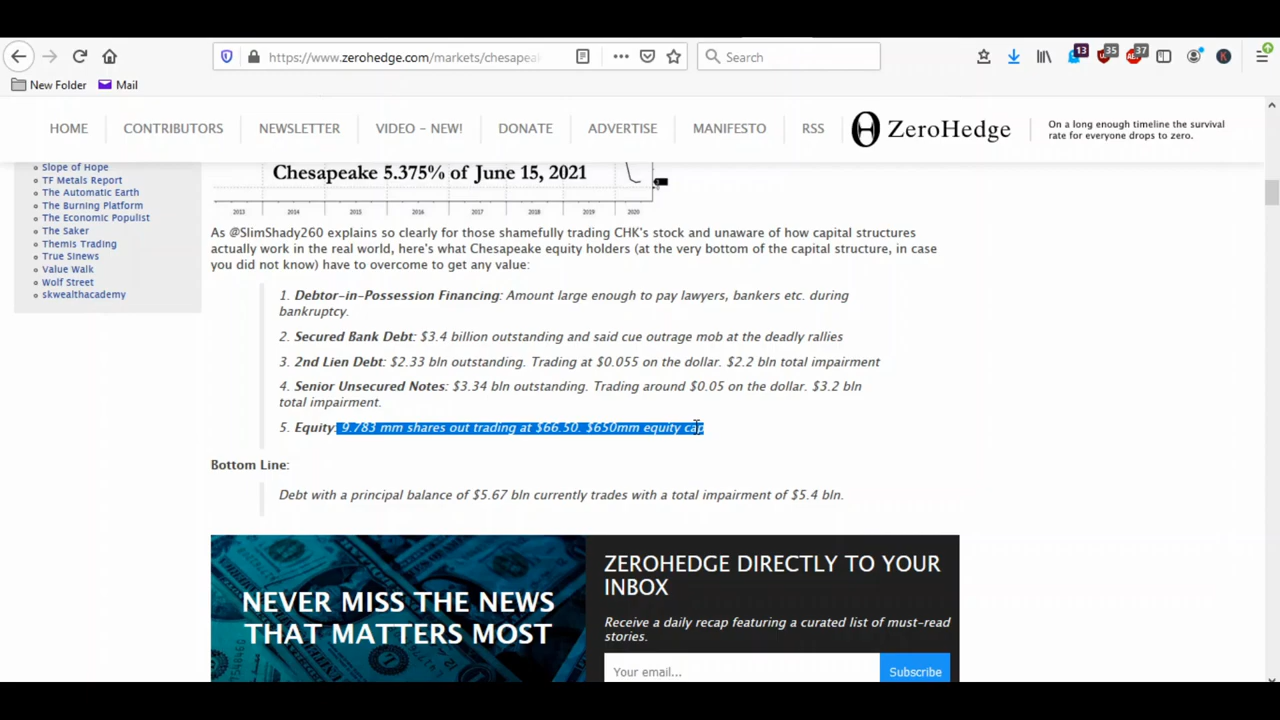 https://www.zerohedge.com/markets/chesapeak
Search
13
35
37
K
New Folder
Mail
HOME
CONTRIBUTORS
NEWSLETTER
VIDEO – NEW!
DONATE
ADVERTISE
MANIFESTO
RSS
ZeroHedge
On a long enough timeline the survival
rate for everyone drops to zero.
Slope of Hope
TF Metals Report
The Automatic Earth
The Burning Platform
The Economic Populist
The Saker
Themis Trading
True SInews
Value Walk
Wolf Street
skwealthacademy
Chesapeake 5.375% of June 15, 2021
2013
2014
2015
2016
2017
2018
2019
2020
As @SlimShady260 explains so clearly for those shamefully trading CHK's stock and unaware of how capital structures
actually work in the real world, here's what Chesapeake equity holders (at the very bottom of the capital structure, in case
you did not know) have to overcome to get any value:
1. Debtor-in-Possession Financing: Amount large enough to pay lawyers, bankers etc. during
bankruptcy.
2. Secured Bank Debt: $3.4 billion outstanding and said cue outrage mob at the deadly rallies
3. 2nd Lien Debt: $2.33 bln outstanding. Trading at $0.055 on the dollar. $2.2 bln total impairment
4. Senior Unsecured Notes: $3.34 bln outstanding. Trading around $0.05 on the dollar. $3.2 bln
total impairment.
5. Equity: 9.783 mm shares out trading at $66.50. $650mm equity cap
Bottom Line:
Debt with a principal balance of $5.67 bln currently trades with a total impairment of $5.4 bln.
NEVER MISS THE NEWS
THAT MATTERS MOST
ZEROHEDGE DIRECTLY TO YOUR
INBOX
Receive a daily recap featuring a curated list of must-read
stories.
Your email...
Subscribe